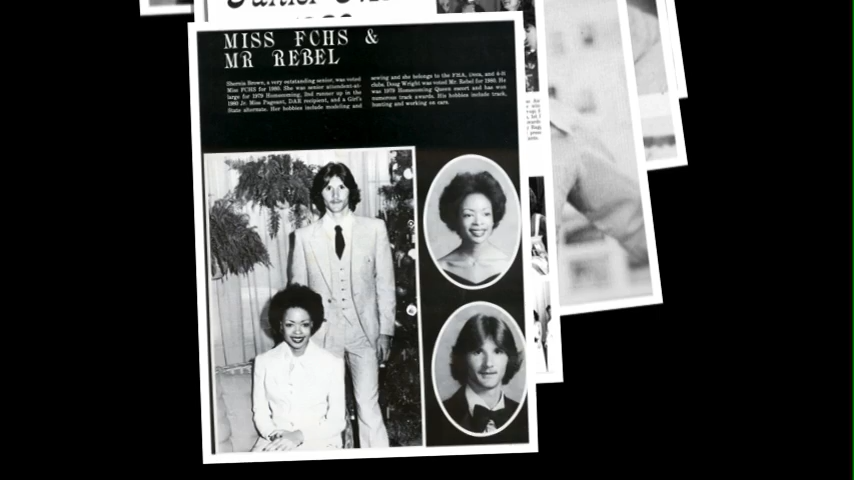 MISS FCHS &
MR REBEL
Sherria Brown, a very outstanding senior, was voted
Miss FCHS for 1980. She was senior attendent-at-
large for 1979 Homecoming, 2nd runner up in the
1980 Jr. Miss Pageant, DAR recipient, and a Girl's
State alternate. Her hobbies include modeling and
sewing and she belongs to the FHA, Deca, and 4-H
clubs. Doug Wright was voted Mr. Rebel for 1980. He
was 1979 Homecoming Queen escort and has won
numerous track awards. His hobbies include track,
hunting and working on cars.